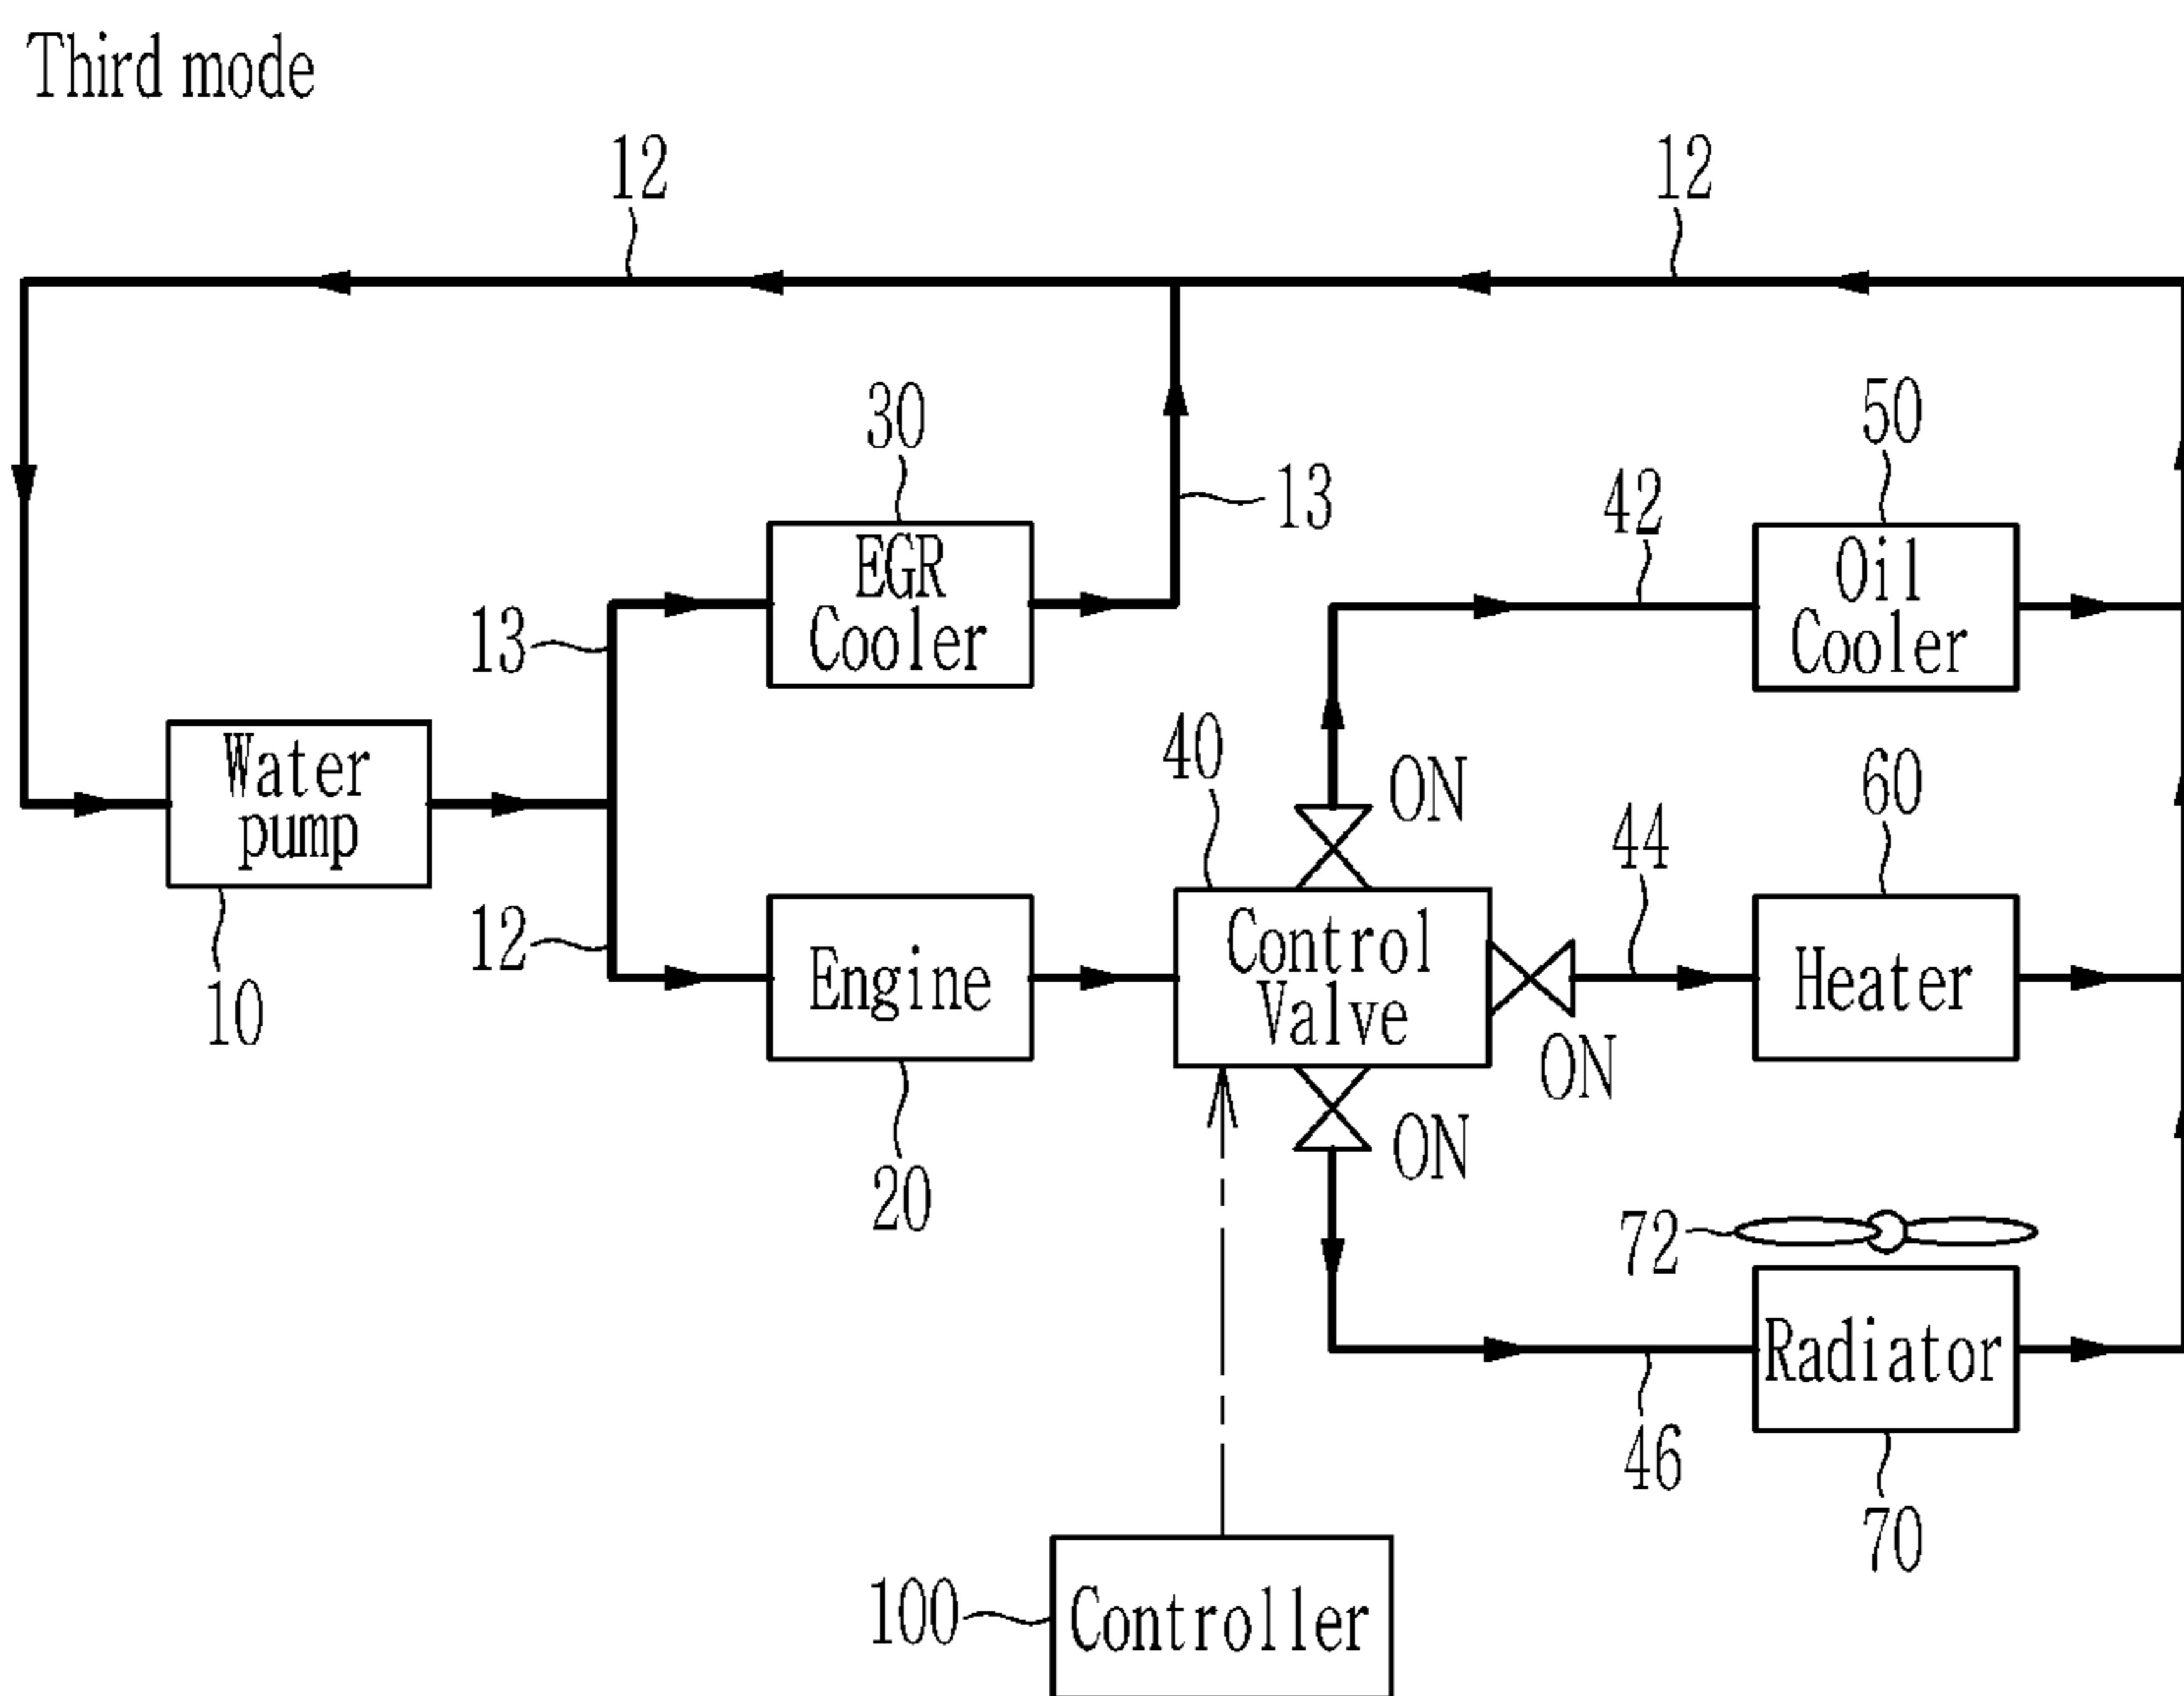 Third mode
12
12
30
50
13
42
EGR
Cooler
Oil
Cooler
13
40
ON
60
Water
pump
44
12
Engine
Control
Valve
Heater
10
ON
ON
20
72
Radiator
46
70
100
Controller